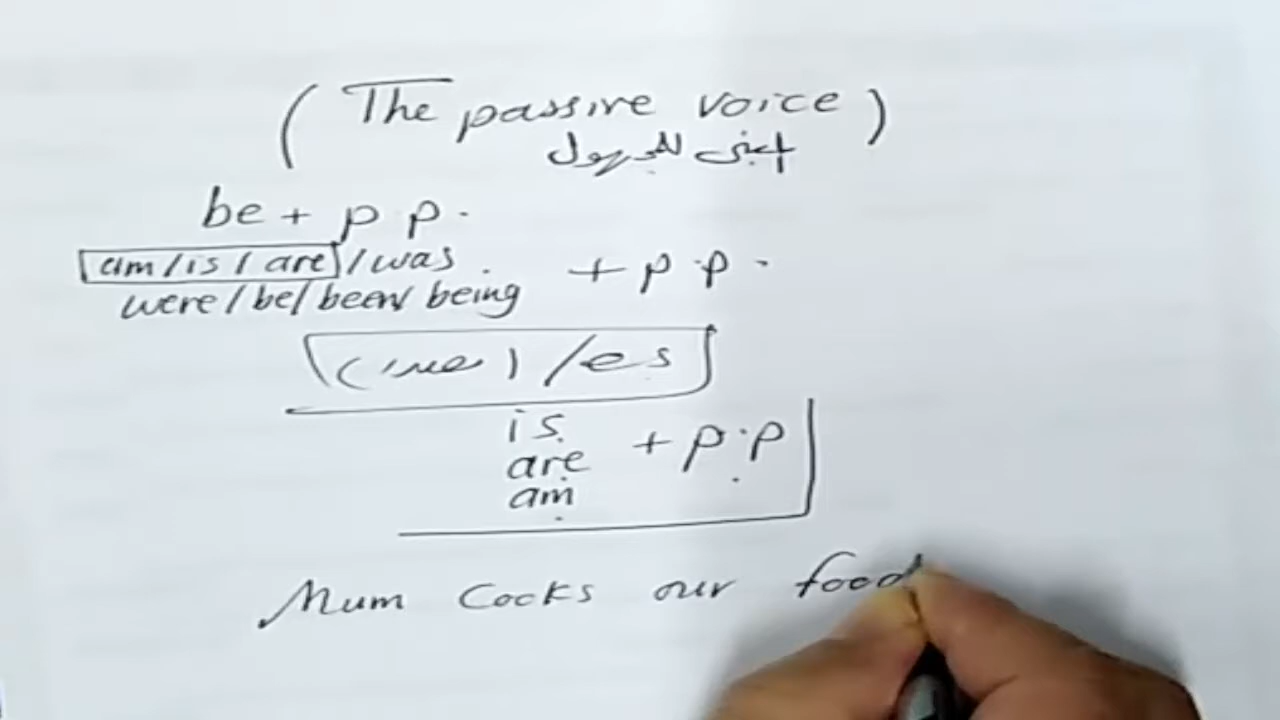 ( The passive voice )
المبنى للمجهول
be + p p.
am / is / are / was
were / be / been / being + p.p.
( ) / es
is
are + p.p
am
Mum cooks our food